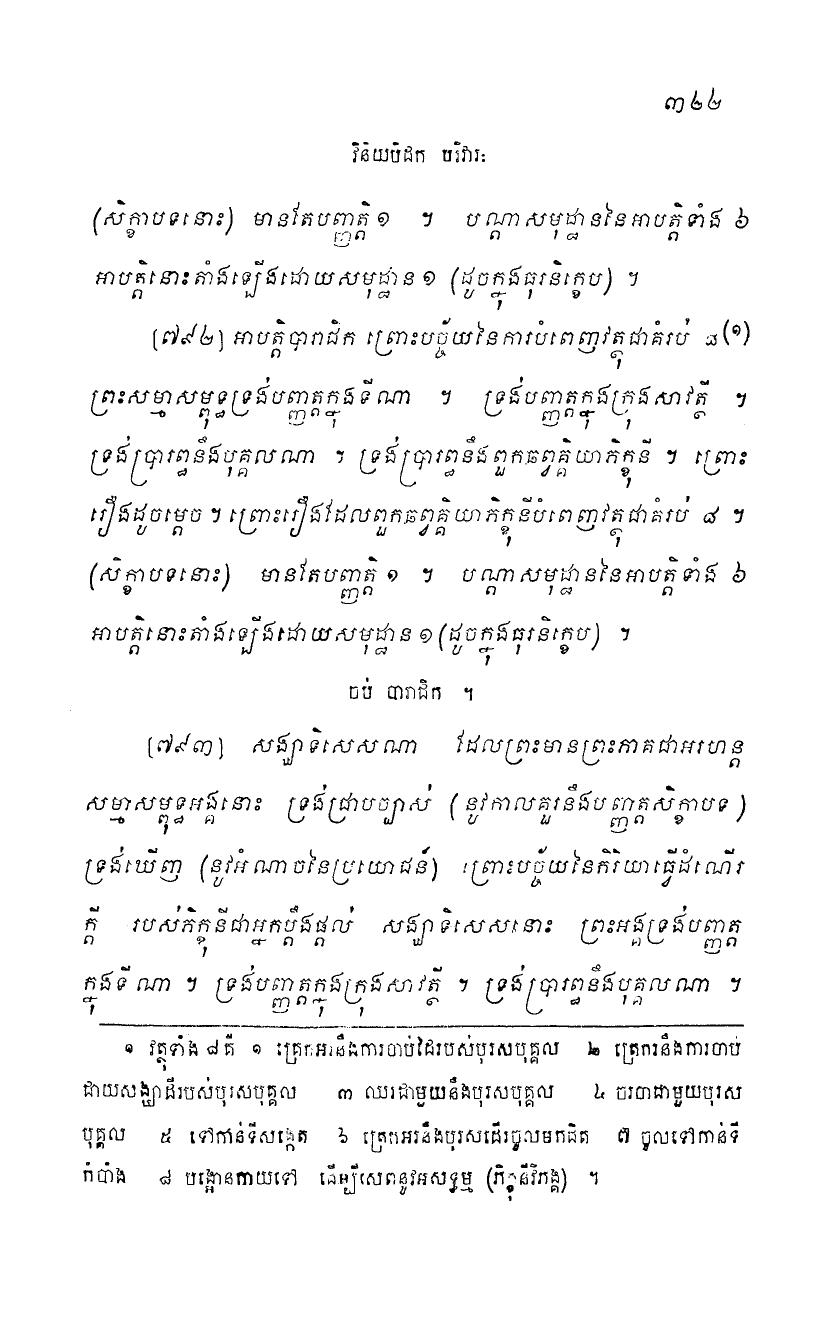 ៣៤៤
វិន័យបិដក បរិវារៈ
(សិក្ខាបទនោះ) មានតែបញ្ញត្តិ ១ ។ បណ្តាសមុដ្ឋាននៃអាបត្តិទាំង ៦
អាបត្តិនោះតាំងឡើងដោយសមុដ្ឋាន ១ (ដូចក្នុងធុរនិក្ខេប) ។
[៧៩២] អាបត្តិបារាជិក ព្រោះបច្ច័យនៃការបំពេញវត្ថុជាគំរប់ ៨(១)
ព្រះសម្មាសម្ពុទ្ធទ្រង់បញ្ញត្តក្នុងទីណា ។ ទ្រង់បញ្ញត្តក្នុងក្រុងសាវត្ថី ។
ទ្រង់ប្រារព្ធនឹងបុគ្គលណា ។ ទ្រង់ប្រារព្ធនឹងពួកឆព្វគ្គិយាភិក្ខុនី ។ ព្រោះ
រឿងដូចម្តេច ។ ព្រោះរឿងដែលពួកឆព្វគ្គិយាភិក្ខុនីបំពេញវត្ថុជាគំរប់ ៨ ។
(សិក្ខាបទនោះ) មានតែបញ្ញត្តិ ១ ។ បណ្តាសមុដ្ឋាននៃអាបត្តិទាំង ៦
អាបត្តិនោះតាំងឡើងដោយសមុដ្ឋាន ១ (ដូចក្នុងធុរនិក្ខេប) ។
ចប់ បារាជិក ។
[៧៩៣] សង្ឃាទិសេសណា ដែលព្រះមានព្រះភាគជាអរហន្ត
សម្មាសម្ពុទ្ធអង្គនោះ ទ្រង់ជ្រាបច្បាស់ (នូវកាលគួរនឹងបញ្ញត្តសិក្ខាបទ)
ទ្រង់ឃើញ (នូវអំណាចនៃប្រយោជន៍) ព្រោះបច្ច័យនៃកិរិយាធ្វើដំណើរ
ក្តី របស់ភិក្ខុនីជាអ្នកប្តឹងផ្តល់ សង្ឃាទិសេសនោះ ព្រះអង្គទ្រង់បញ្ញត្ត
ក្នុងទីណា ។ ទ្រង់បញ្ញត្តក្នុងក្រុងសាវត្ថី ។ ទ្រង់ប្រារព្ធនឹងបុគ្គលណា ។
១ វត្ថុទាំង ៨ គឺ ១ ត្រេកអរនឹងការចាប់ដៃរបស់បុរសបុគ្គល ២ ត្រេកអរនឹងការចាប់
ជាយសង្ឃាដីរបស់បុរសបុគ្គល ៣ ឈរជាមួយនឹងបុរសបុគ្គល ៤ ចរចាជាមួយបុរស
បុគ្គល ៥ ទៅកាន់ទីសង្កេត ៦ ត្រេកអរនឹងបុរសដើរចូលមកជិត ៧ ចូលទៅកាន់ទី
កំបាំង ៨ បង្អោនកាយទៅ ដើម្បីសេពនូវអសទ្ធម្ម (ភិក្ខុនីវិភង្គ) ។